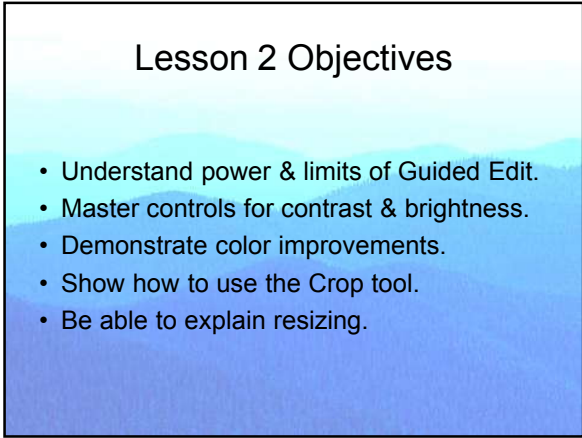 Lesson 2 Objectives
• Understand power & limits of Guided Edit.
• Master controls for contrast & brightness.
• Demonstrate color improvements.
• Show how to use the Crop tool.
• Be able to explain resizing.